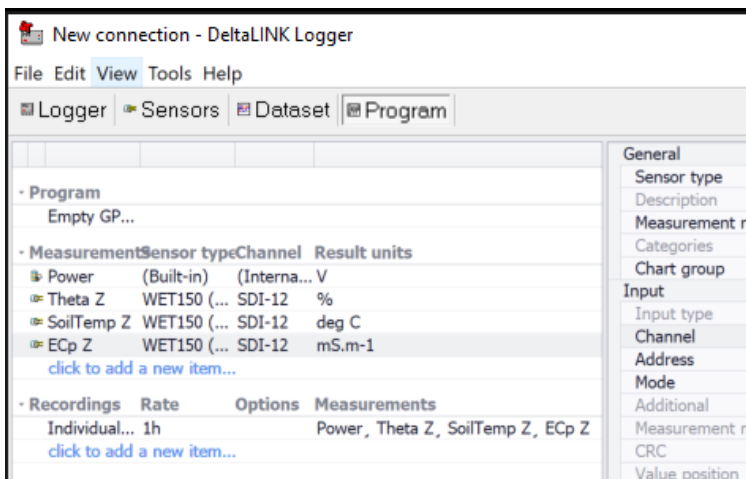 New connection - DeltaLINK Logger
File Edit View Tools Help
Logger Sensors Dataset Program
Program
Empty GP...
Measurements Sensor type Channel Result units
Power (Built-in) (Interna... V
Theta Z WET150 (... SDI-12 %
SoilTemp Z WET150 (... SDI-12 deg C
ECp Z WET150 (... SDI-12 mS.m-1
click to add a new item...
Recordings Rate Options Measurements
Individual... 1h Power, Theta Z, SoilTemp Z, ECp Z
click to add a new item...
General
Sensor type
Description
Measurement
Categories
Chart group
Input
Input type
Channel
Address
Mode
Additional
Measurement
CRC
Value position